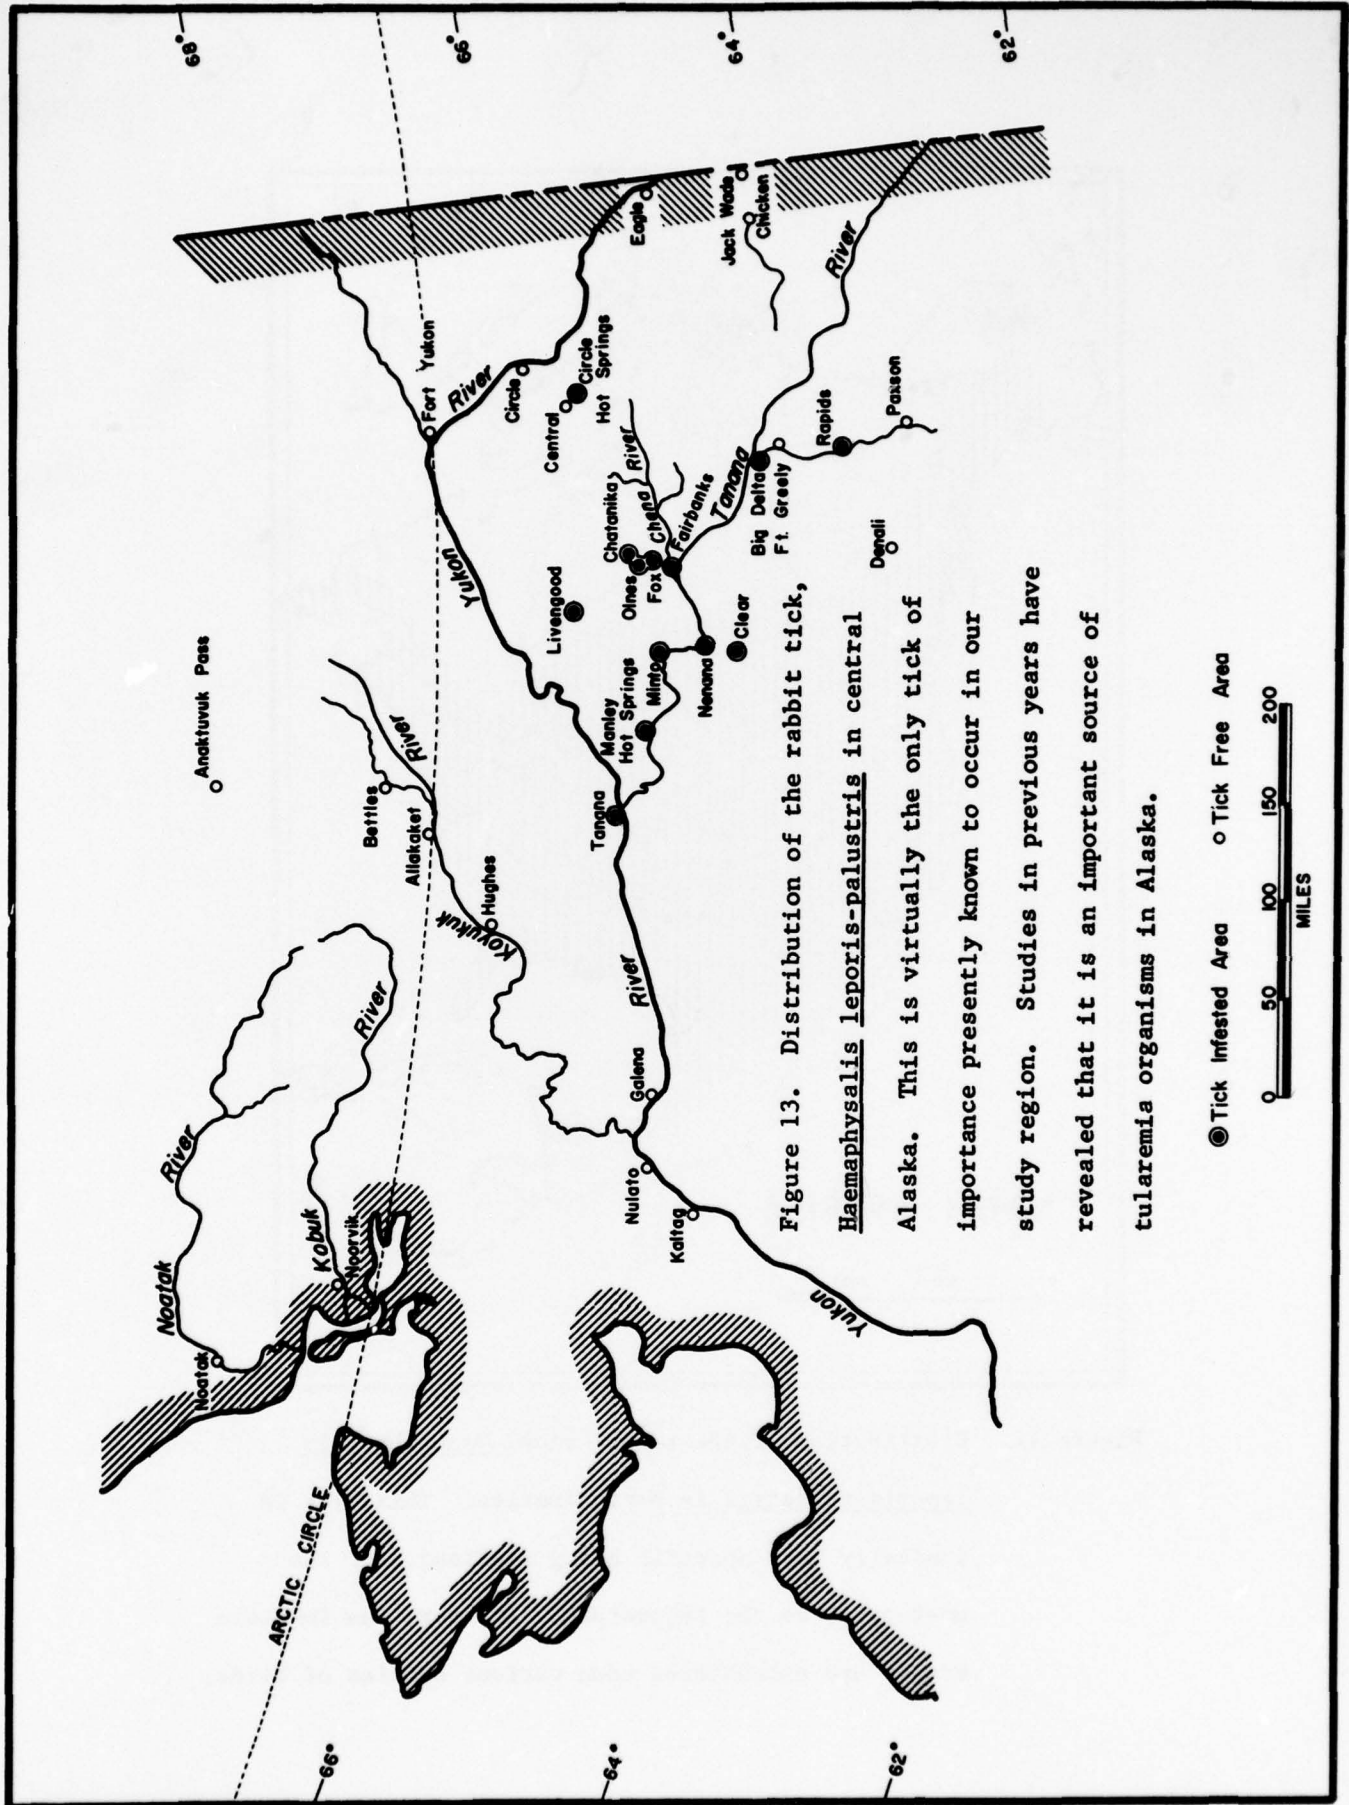 68°
66°
64°
62°
66°
64°
62°
ARCTIC CIRCLE
Anaktuvuk Pass
Noatak
Noatak
River
Kobuk
River
Noorvik
Bettles
Allakaket
River
Hughes
Koyukuk
Fort Yukon
Yukon
River
Circle
Central
Circle
Hot Springs
Eagle
Livengood
Chatanika
Olnes
Fox
Chena
River
Fairbanks
Jack Wade
Chicken
Manley
Hot Springs
Minto
Nenana
Clear
Tanana
Tanana
River
Big Delta
Ft. Greely
Rapids
Paxson
Denali
River
Galena
Nulato
Kaltag
Yukon
Figure 13. Distribution of the rabbit tick,
Haemaphysalis leporis-palustris in central
Alaska. This is virtually the only tick of
importance presently known to occur in our
study region. Studies in previous years have
revealed that it is an important source of
tularemia organisms in Alaska.
Tick Infested Area
Tick Free Area
0 50 100 150 200
MILES